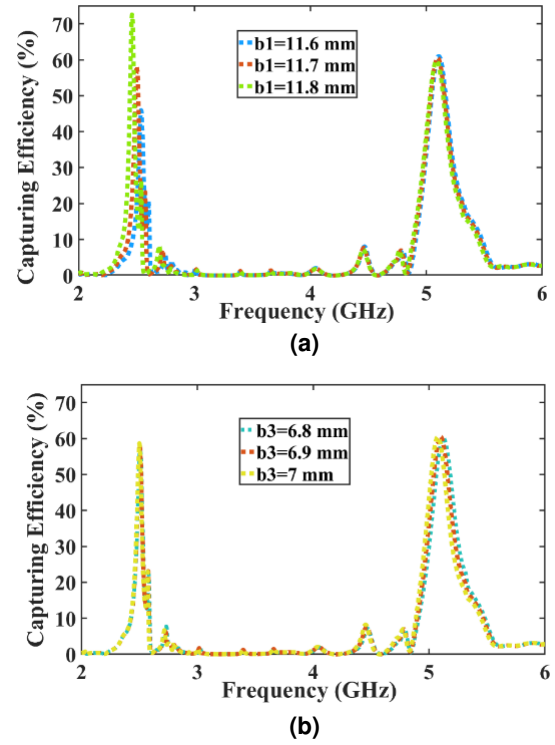 70
60
50
40
30
20
10
0
Capturing Efficiency (%)
b1=11.6 mm
b1=11.7 mm
b1=11.8 mm
2 3 4 5 6
Frequency (GHz)
(a)
70
60
50
40
30
20
10
0
Capturing Efficiency (%)
b3=6.8 mm
b3=6.9 mm
b3=7 mm
2 3 4 5 6
Frequency (GHz)
(b)